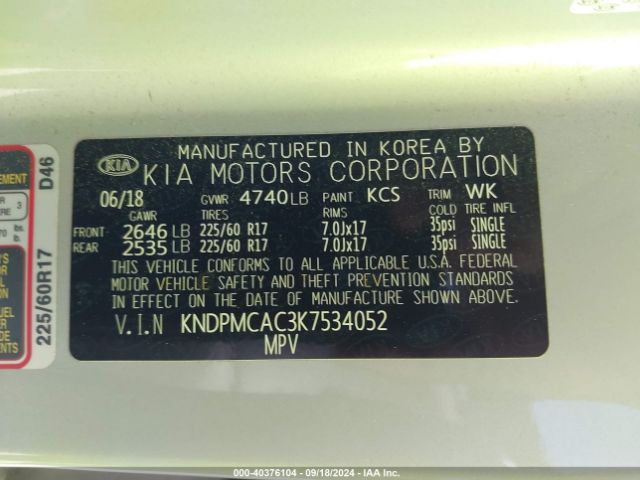 MANUFACTURED IN KOREA BY
KIA KIA MOTORS CORPORATION
06/18 GVWR 4740 LB PAINT KCS TRIM WK
GAWR TIRES RIMS COLD TIRE INFL
FRONT 2646 LB 225/60 R17 7.0Jx17 35psi SINGLE
REAR 2535 LB 225/60 R17 7.0Jx17 35psi SINGLE
THIS VEHICLE CONFORMS TO ALL APPLICABLE U.S.A. FEDERAL
MOTOR VEHICLE SAFETY AND THEFT PREVENTION STANDARDS
IN EFFECT ON THE DATE OF MANUFACTURE SHOWN ABOVE.
V.I.N KNDPMCAC3K7534052
MPV
D46
225/60R17
000-40376104 - 09/18/2024 - IAA Inc.